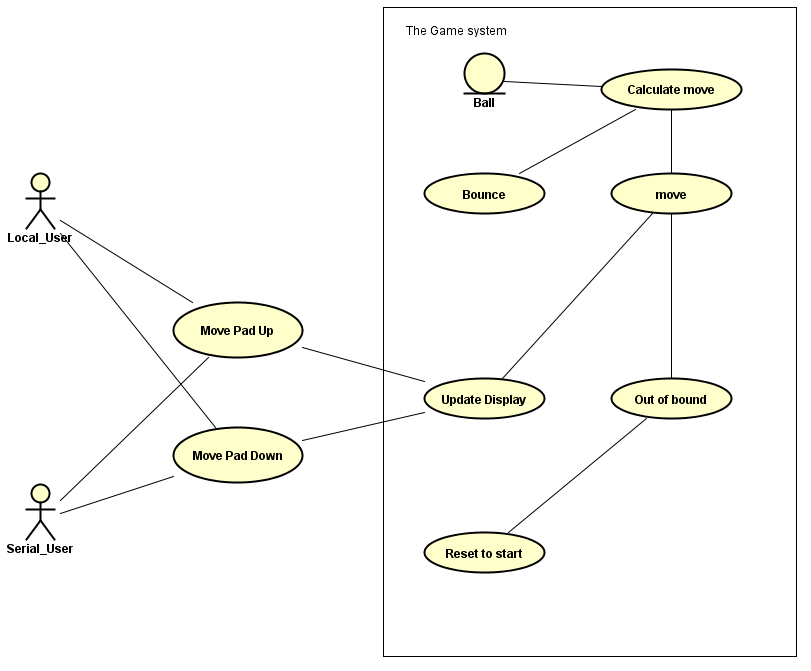 The Game system
Ball
Calculate move
Bounce
move
Local_User
Move Pad Up
Update Display
Out of bound
Move Pad Down
Serial_User
Reset to start